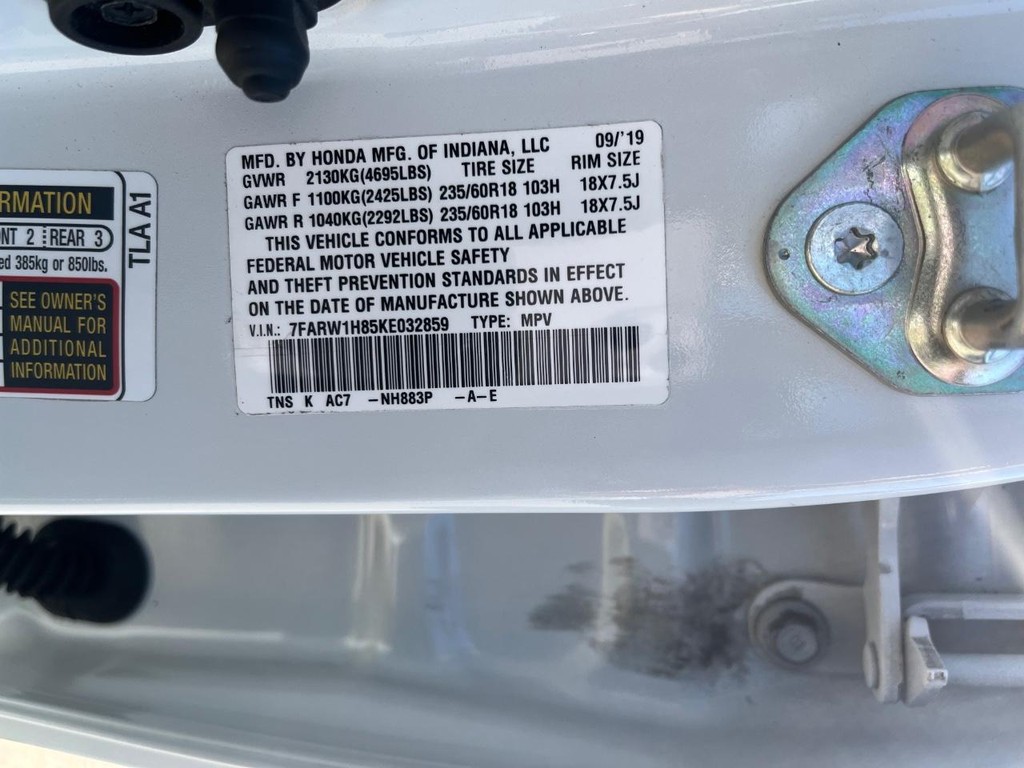 RMATION
NT 2 REAR 3
ed 385kg or 850lbs.
SEE OWNER'S
MANUAL FOR
ADDITIONAL
INFORMATION
TLA A1
MFD. BY HONDA MFG. OF INDIANA, LLC 09/'19
GVWR 2130KG(4695LBS) TIRE SIZE RIM SIZE
GAWR F 1100KG(2425LBS) 235/60R18 103H 18X7.5J
GAWR R 1040KG(2292LBS) 235/60R18 103H 18X7.5J
THIS VEHICLE CONFORMS TO ALL APPLICABLE
FEDERAL MOTOR VEHICLE SAFETY
AND THEFT PREVENTION STANDARDS IN EFFECT
ON THE DATE OF MANUFACTURE SHOWN ABOVE.
V.I.N.: 7FARW1H85KE032859 TYPE: MPV
TNS K AC7 -NH883P -A-E